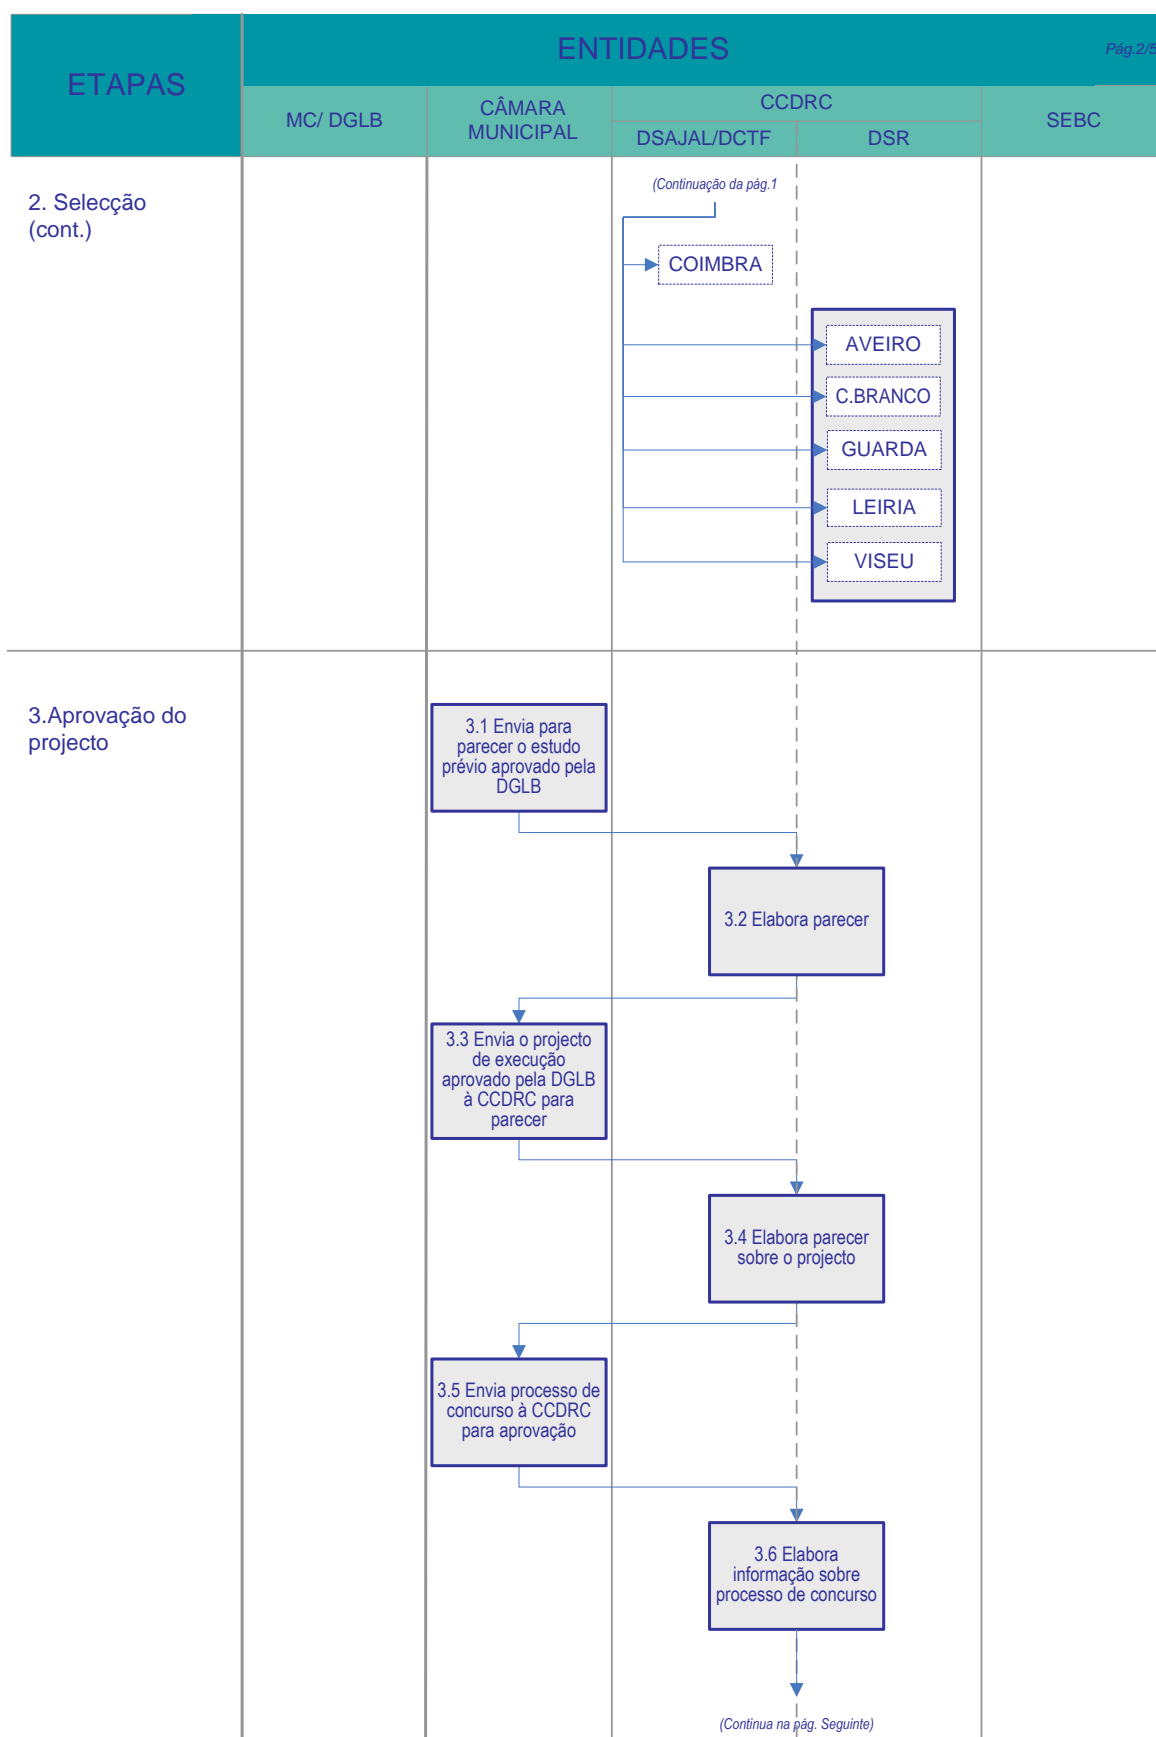 ETAPAS
ENTIDADES
Pág.2/5
MC/ DGLB
CÂMARA
MUNICIPAL
CCDRC
DSAJAL/DCTF
DSR
SEBC
2. Selecção
(cont.)
(Continuação da pág.1
COIMBRA
AVEIRO
C.BRANCO
GUARDA
LEIRIA
VISEU
3.Aprovação do
projecto
3.1 Envia para
parecer o estudo
prévio aprovado pela
DGLB
3.2 Elabora parecer
3.3 Envia o projecto
de execução
aprovado pela DGLB
à CCDRC para
parecer
3.4 Elabora parecer
sobre o projecto
3.5 Envia processo de
concurso à CCDRC
para aprovação
3.6 Elabora
informação sobre
processo de concurso
(Continua na pág. Seguinte)